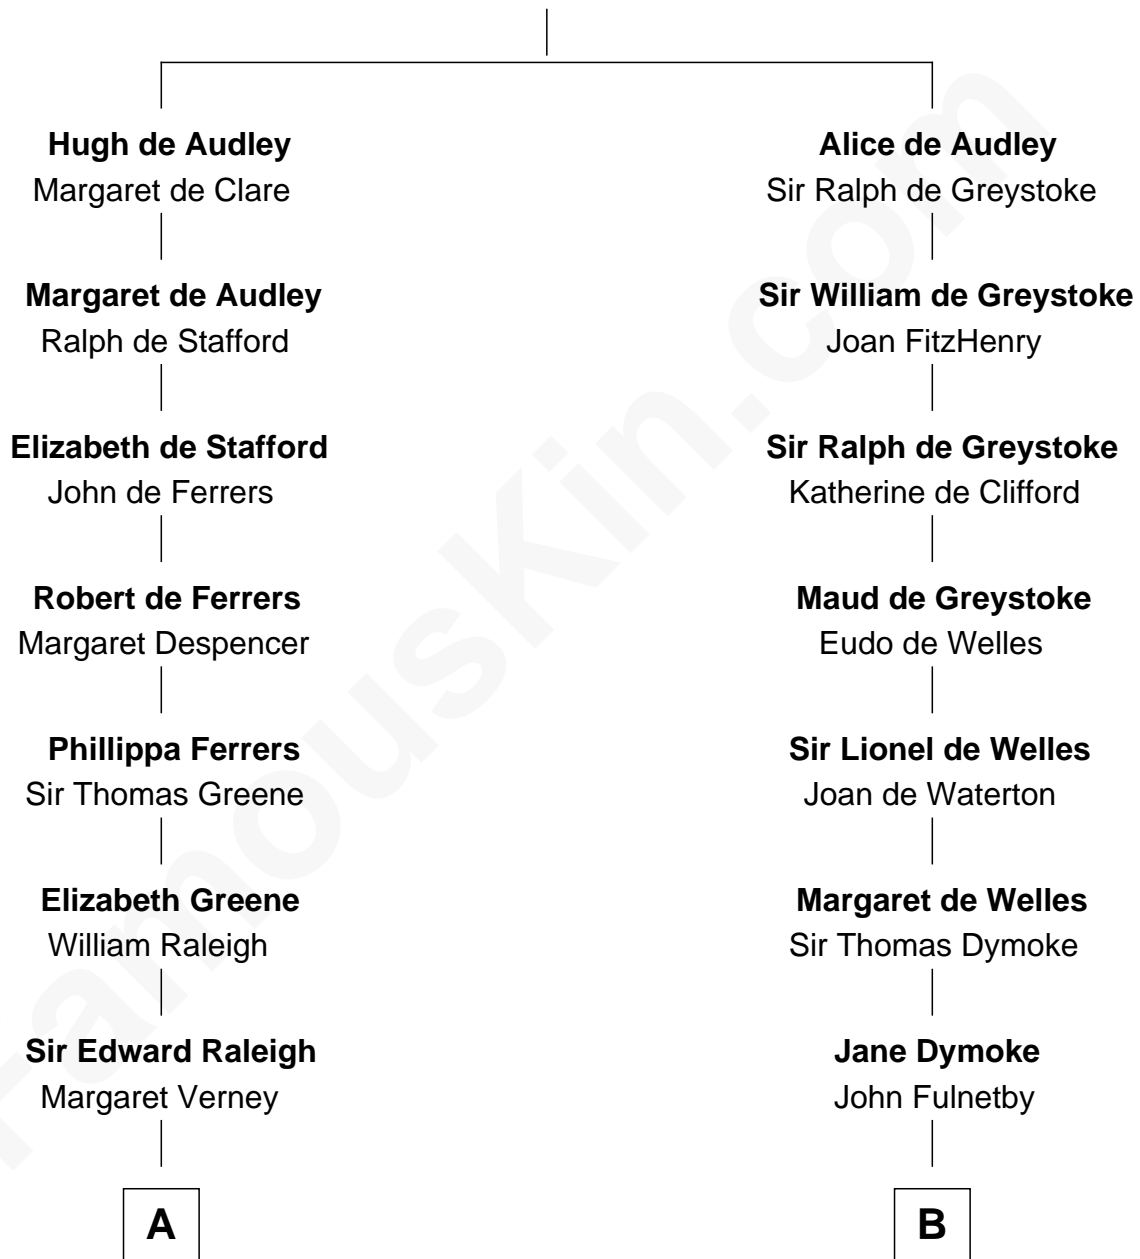 Hugh de Audley
Margaret de Clare
Margaret de Audley
Ralph de Stafford
Elizabeth de Stafford
John de Ferrers
Robert de Ferrers
Margaret Despencer
Phillippa Ferrers
Sir Thomas Greene
Elizabeth Greene
William Raleigh
Sir Edward Raleigh
Margaret Verney
A
Alice de Audley
Sir Ralph de Greystoke
Sir William de Greystoke
Joan FitzHenry
Sir Ralph de Greystoke
Katherine de Clifford
Maud de Greystoke
Eudo de Welles
Sir Lionel de Welles
Joan de Waterton
Margaret de Welles
Sir Thomas Dymoke
Jane Dymoke
John Fulnetby
B
FamousKin.com